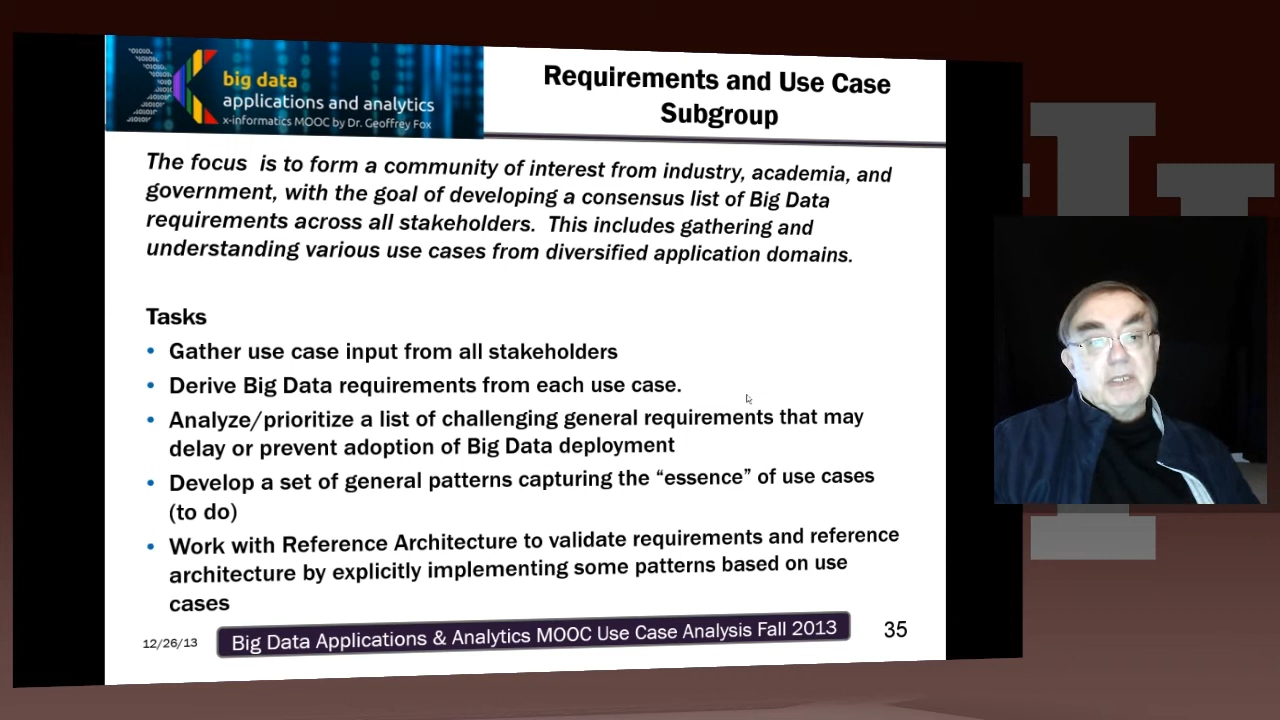 big data
applications and analytics
x-informatics MOOC by Dr. Geoffrey Fox
Requirements and Use Case
Subgroup
The focus  is to form a community of interest from industry, academia, and
government, with the goal of developing a consensus list of Big Data
requirements across all stakeholders.  This includes gathering and
understanding various use cases from diversified application domains.
Tasks
• Gather use case input from all stakeholders
• Derive Big Data requirements from each use case.
• Analyze/prioritize a list of challenging general requirements that may
delay or prevent adoption of Big Data deployment
• Develop a set of general patterns capturing the “essence” of use cases
(to do)
• Work with Reference Architecture to validate requirements and reference
architecture by explicitly implementing some patterns based on use
cases
12/26/13
Big Data Applications & Analytics MOOC Use Case Analysis Fall 2013
35